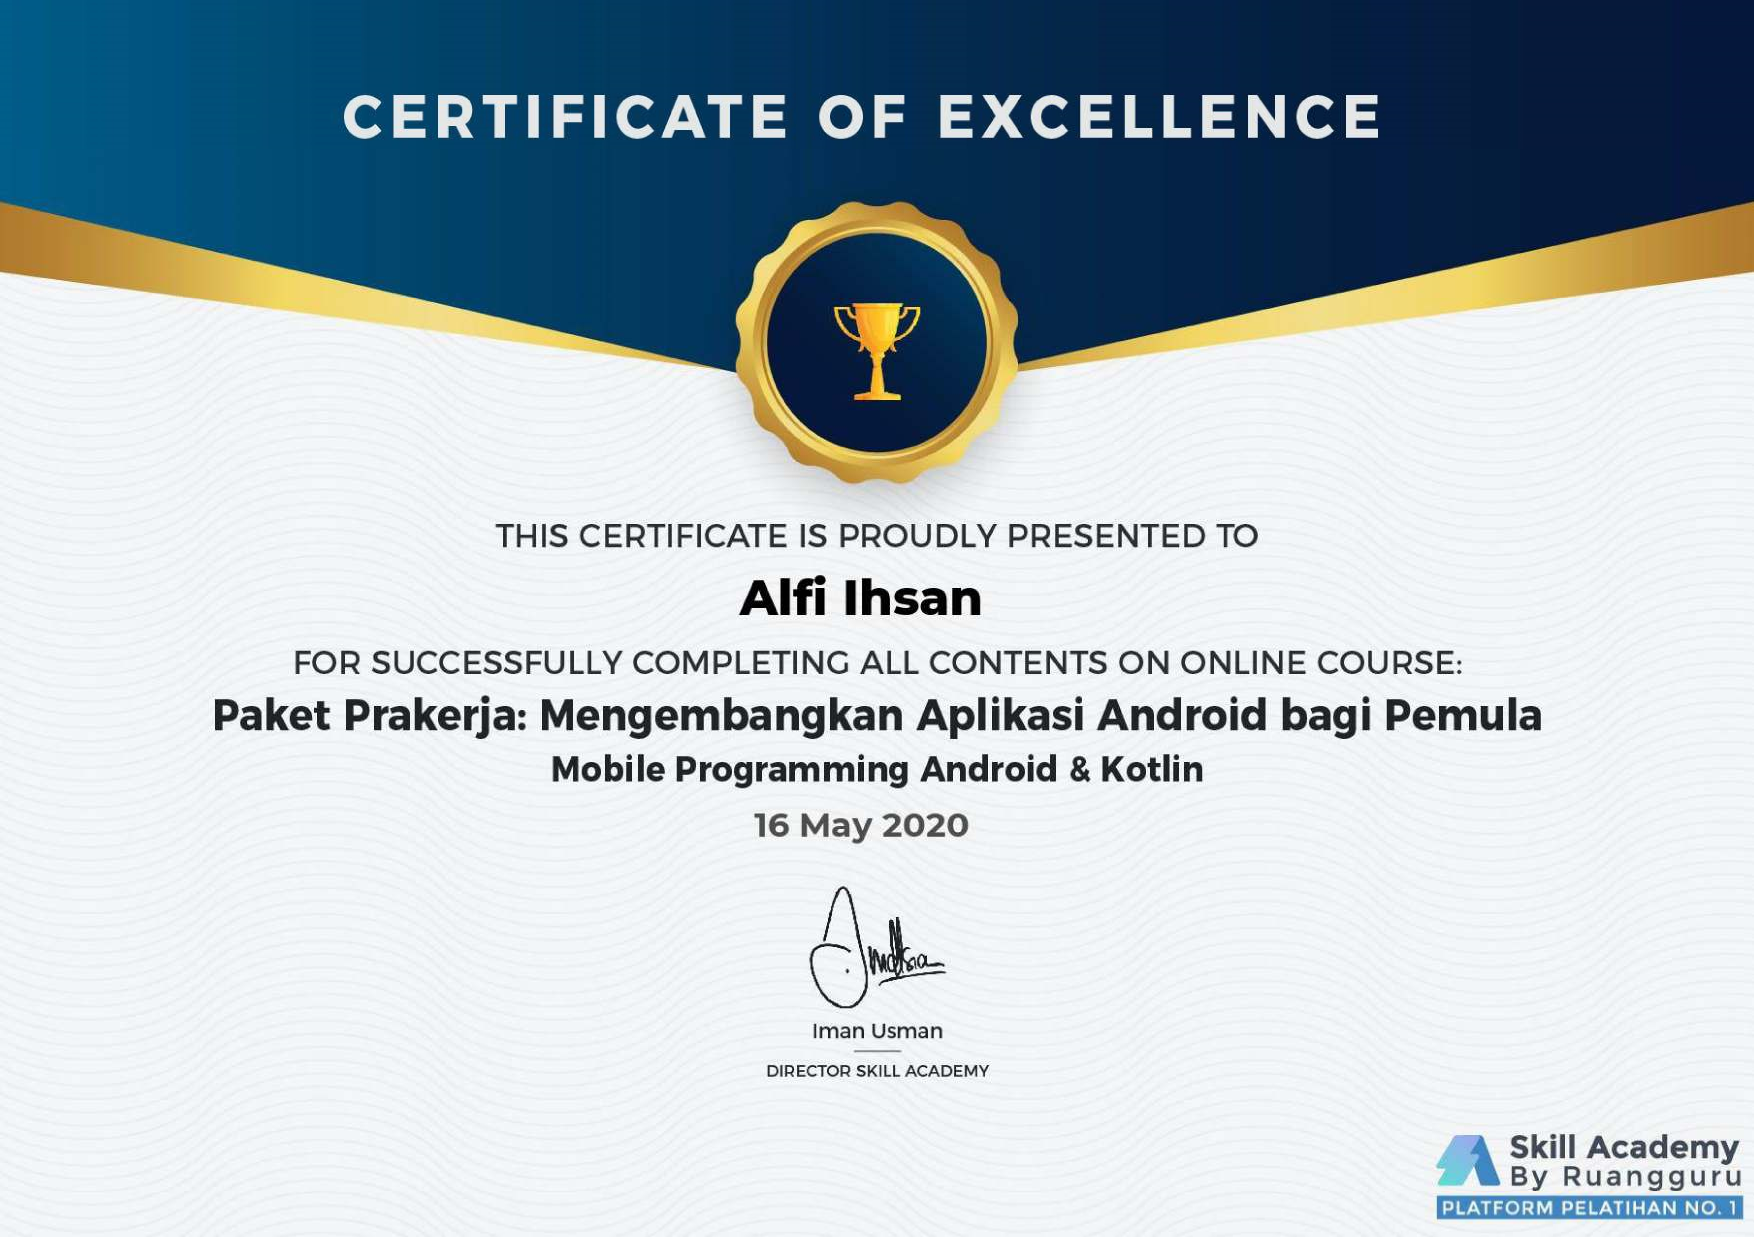 CERTIFICATE OF EXCELLENCE
THIS CERTIFICATE IS PROUDLY PRESENTED TO
Alfi Ihsan
FOR SUCCESSFULLY COMPLETING ALL CONTENTS ON ONLINE COURSE:
Paket Prakerja: Mengembangkan Aplikasi Android bagi Pemula
Mobile Programming Android & Kotlin
16 May 2020
Iman Usman
DIRECTOR SKILL ACADEMY
Skill Academy
By Ruangguru
PLATFORM PELATIHAN NO. 1